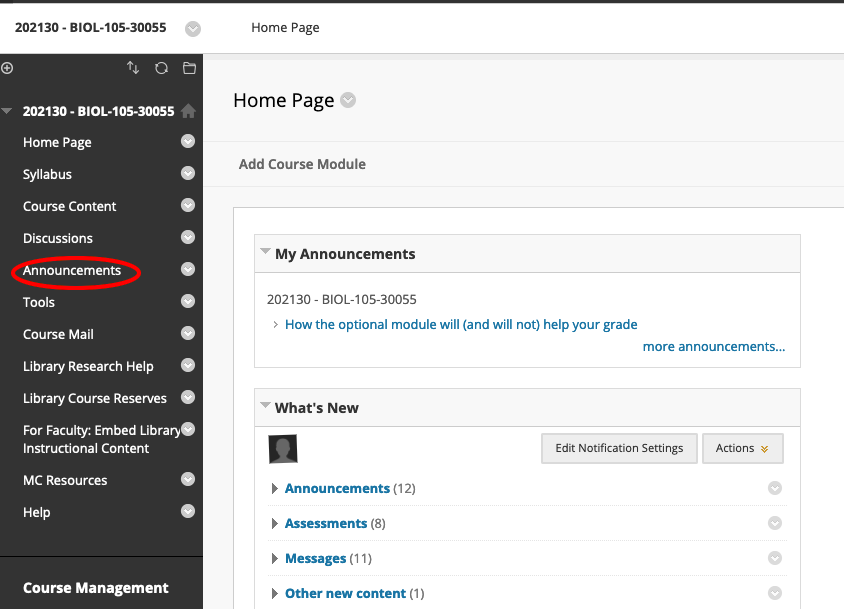 202130 - BIOL-105-30055
Home Page
202130 - BIOL-105-30055
Home Page
Syllabus
Course Content
Discussions
Announcements
Tools
Course Mail
Library Research Help
Library Course Reserves
For Faculty: Embed Library
Instructional Content
MC Resources
Help
Course Management
Home Page
Add Course Module
My Announcements
202130 - BIOL-105-30055
How the optional module will (and will not) help your grade
more announcements...
What's New
Edit Notification Settings
Actions
Announcements (12)
Assessments (8)
Messages (11)
Other new content (1)